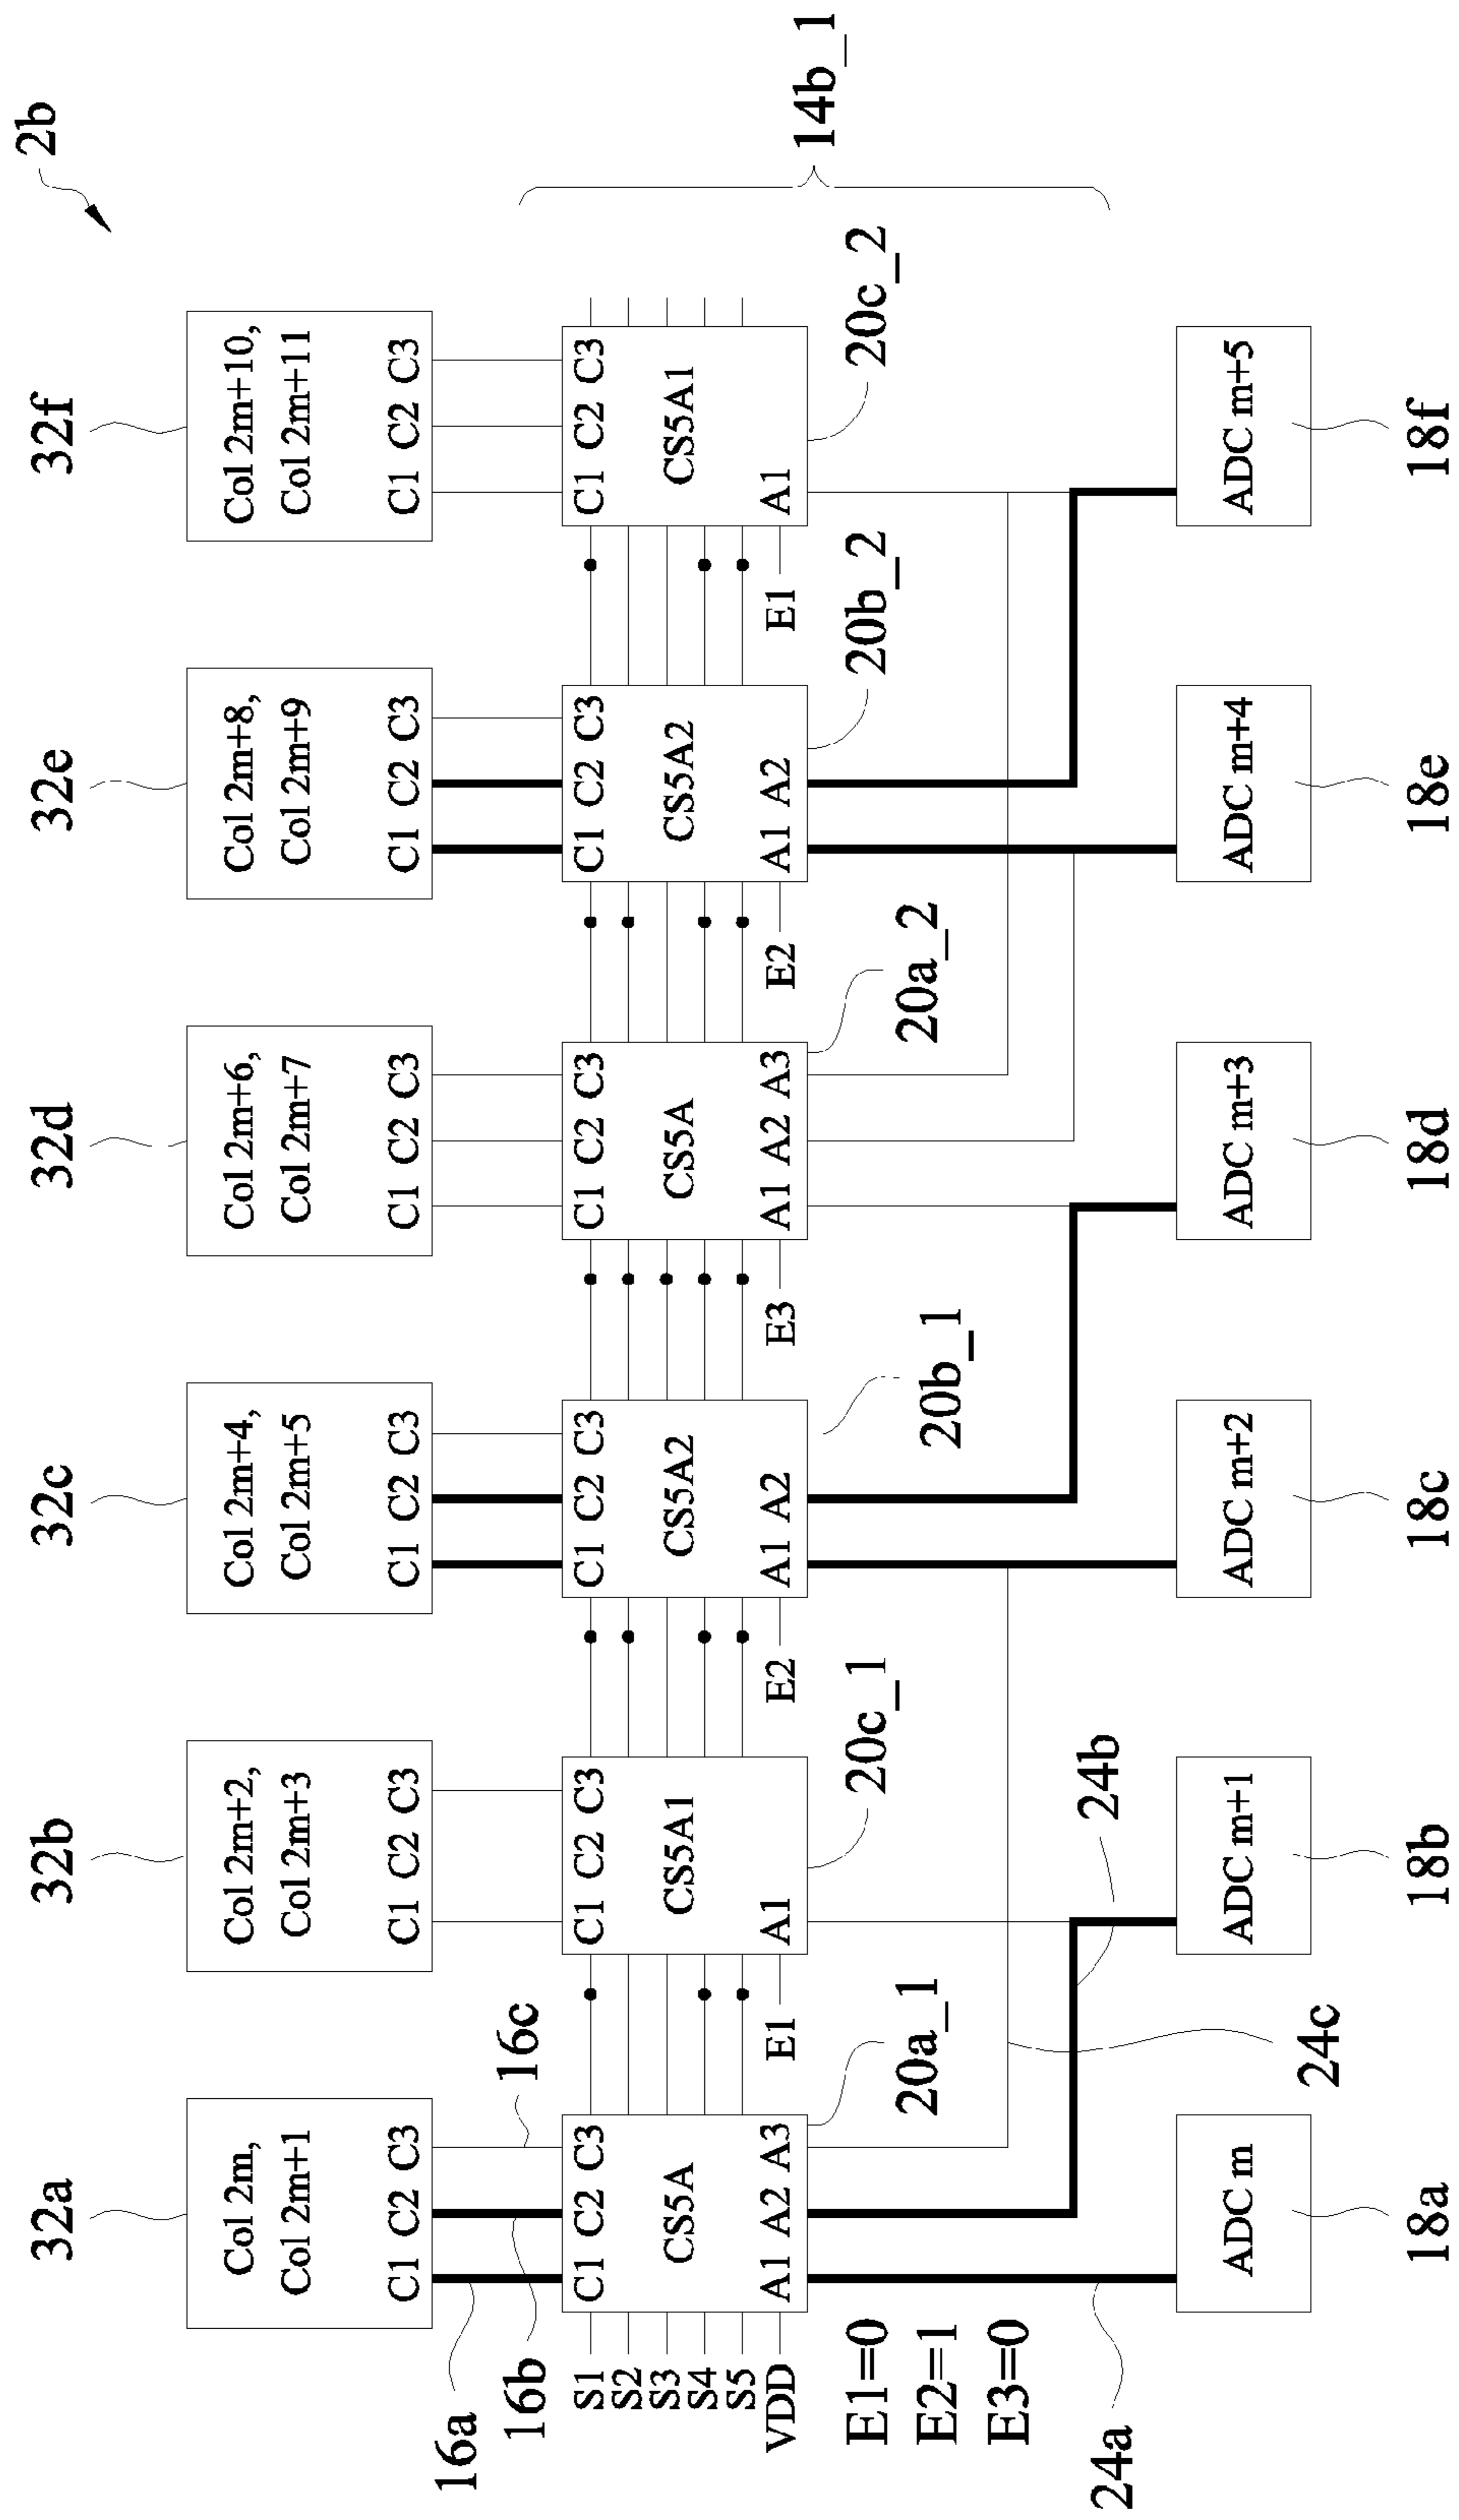 2b
32a
32b
32c
32d
32e
32f
Col 2m,
Col 2m+1
C1 C2 C3
Col 2m+2,
Col 2m+3
C1 C2 C3
Col 2m+4,
Col 2m+5
C1 C2 C3
Col 2m+6,
Col 2m+7
C1 C2 C3
Col 2m+8,
Col 2m+9
C1 C2 C3
Col 2m+10,
Col 2m+11
C1 C2 C3
16a
16b
16c
S1
S2
S3
S4
S5
VDD
C1 C2 C3
CS5A
A1 A2 A3
C1 C2 C3
CS5A1
A1
C1 C2 C3
CS5A2
A1 A2
C1 C2 C3
CS5A
A1 A2 A3
C1 C2 C3
CS5A2
A1 A2
C1 C2 C3
CS5A1
A1
E1
E2
E3
E2
E1
14b_1
20a_1
20c_1
20b_1
20a_2
20b_2
20c_2
E1=0
E2=1
E3=0
24a
24b
24c
ADC m
ADC m+1
ADC m+2
ADC m+3
ADC m+4
ADC m+5
18a
18b
18c
18d
18e
18f